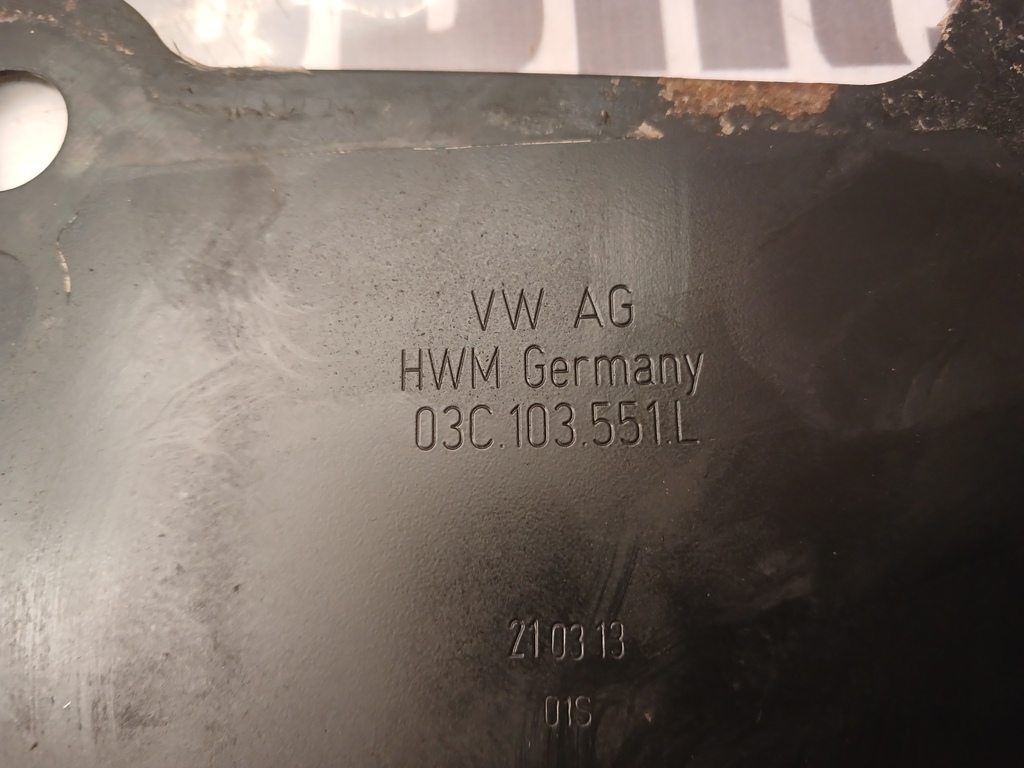 VW AG
HWM Germany
03C.103.551.L
21 03 13
01S